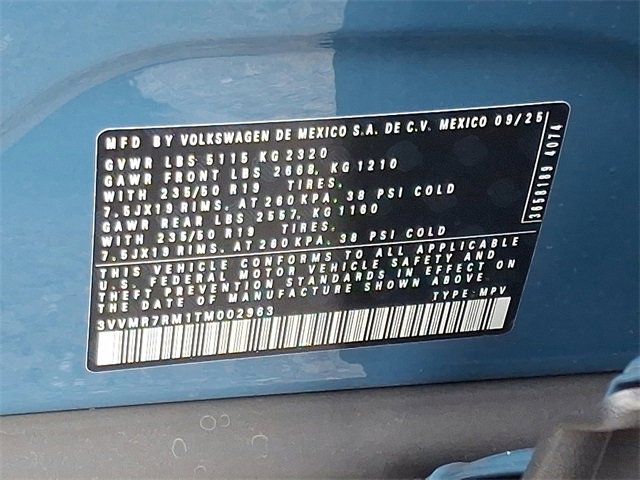 MFD BY VOLKSWAGEN DE MEXICO S.A. DE C.V. MEXICO 09/25
GVWR LBS 5115 KG 2320
GAWR FRONT LBS 2668, KG 1210
WITH 235/50 R19 TIRES.
7.5JX19 RIMS. AT 260 KPA, 38 PSI COLD
GAWR REAR LBS 2557, KG 1160
WITH 235/50 R19 TIRES.
7.5JX19 RIMS. AT 260 KPA, 38 PSI COLD
THIS VEHICLE CONFORMS TO ALL APPLICABLE
U.S. FEDERAL MOTOR VEHICLE SAFETY AND
THEFT PREVENTION STANDARDS IN EFFECT ON
THE DATE OF MANUFACTURE SHOWN ABOVE.
3VVMR7RM1TM002963 TYPE: MPV
3658189 4074